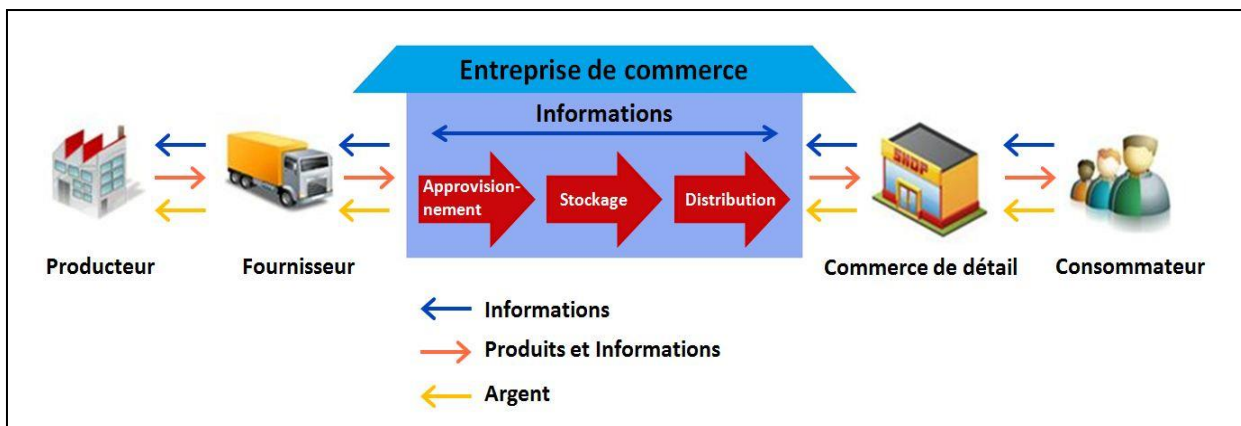 Entreprise de commerce
Informations
SHOP
Approvision-
nement
Stockage
Distribution
Producteur
Fournisseur
Commerce de détail
Consommateur
Informations
Produits et Informations
Argent